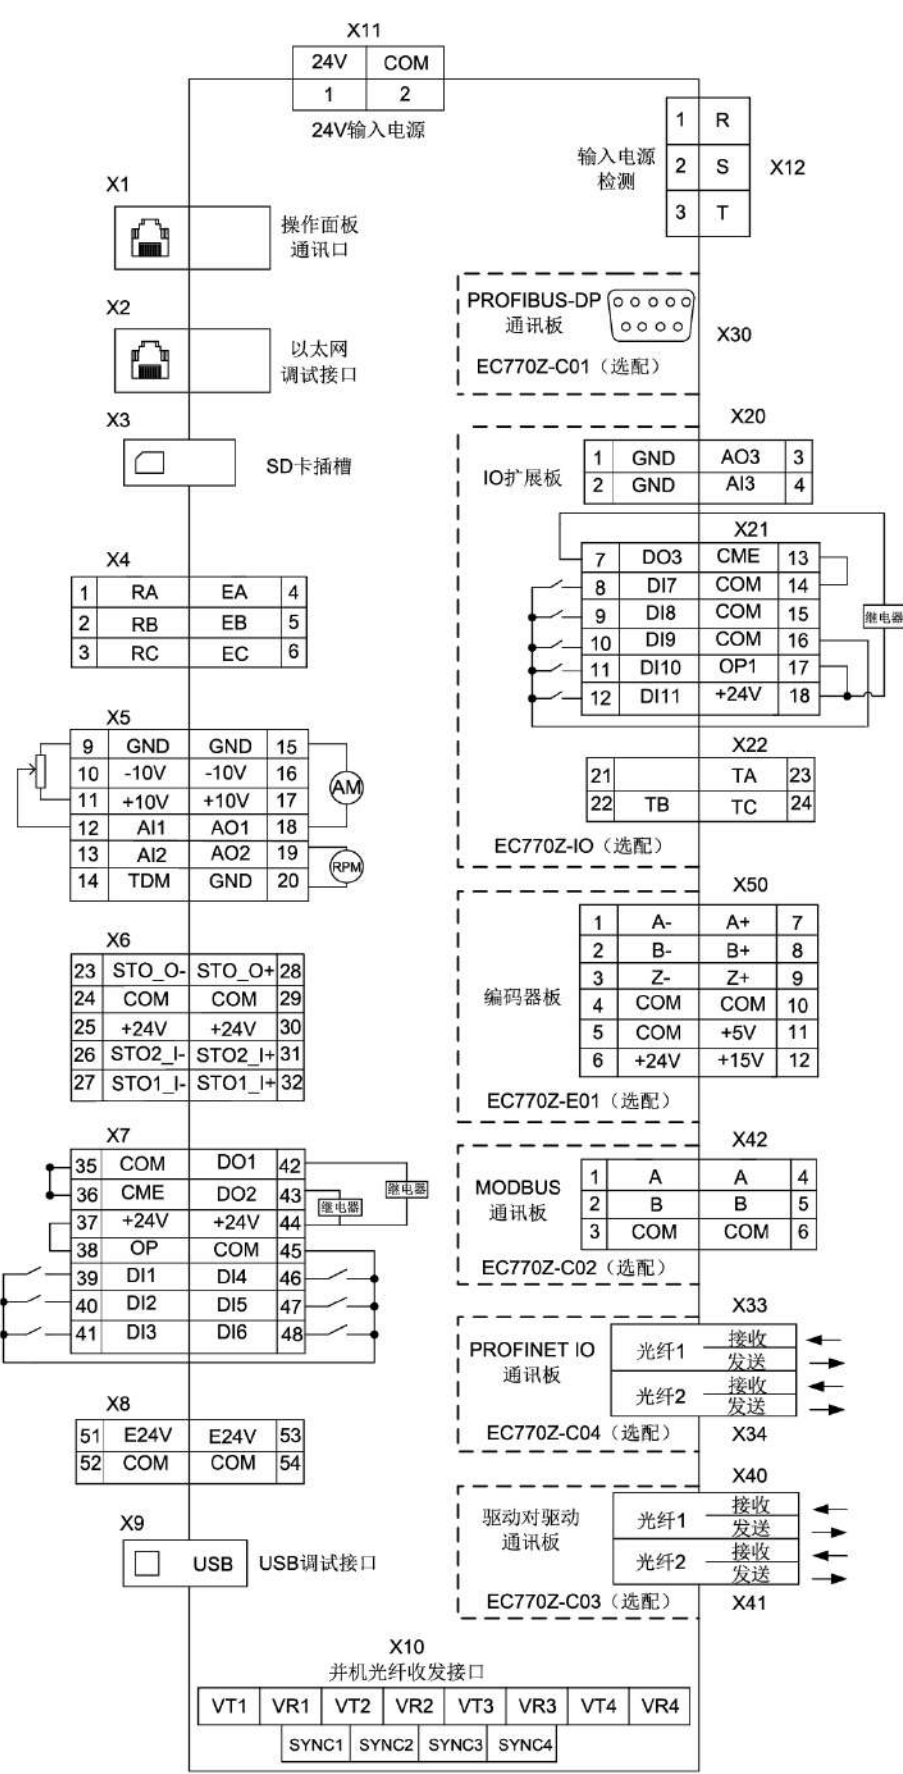 X11
24V COM
1 2
24V输入电源
1 R
2 S
3 T
输入电源
检测
X12
X1
操作面板
通讯口
X2
以太网
调试接口
X3
SD卡插槽
X4
1 RA EA 4
2 RB EB 5
3 RC EC 6
X5
9 GND GND 15
10 -10V -10V 16
11 +10V +10V 17
12 AI1 AO1 18
13 AI2 AO2 19
14 TDM GND 20
AM
RPM
X6
23 STO_O- STO_O+ 28
24 COM COM 29
25 +24V +24V 30
26 STO2_I- STO2_I+ 31
27 STO1_I- STO1_I+ 32
X7
35 COM DO1 42
36 CME DO2 43
37 +24V +24V 44
38 OP COM 45
39 DI1 DI4 46
40 DI2 DI5 47
41 DI3 DI6 48
继电器
继电器
X8
51 E24V E24V 53
52 COM COM 54
X9
USB
USB调试接口
PROFIBUS-DP
通讯板
X30
EC770Z-C01（选配）
X20
IO扩展板
1 GND AO3 3
2 GND AI3 4
X21
7 DO3 CME 13
8 DI7 COM 14
9 DI8 COM 15
10 DI9 COM 16
11 DI10 OP1 17
12 DI11 +24V 18
继电器
X22
21 TA 23
22 TB TC 24
EC770Z-IO（选配）
X50
编码器板
1 A- A+ 7
2 B- B+ 8
3 Z- Z+ 9
4 COM COM 10
5 COM +5V 11
6 +24V +15V 12
EC770Z-E01（选配）
X42
MODBUS
通讯板
1 A A 4
2 B B 5
3 COM COM 6
EC770Z-C02（选配）
X33
PROFINET IO
通讯板
光纤1 接收
发送
光纤2 接收
发送
EC770Z-C04（选配）
X34
X40
驱动对驱动
通讯板
光纤1 接收
发送
光纤2 接收
发送
EC770Z-C03（选配）
X41
X10
并机光纤收发接口
VT1 VR1 VT2 VR2 VT3 VR3 VT4 VR4
SYNC1 SYNC2 SYNC3 SYNC4